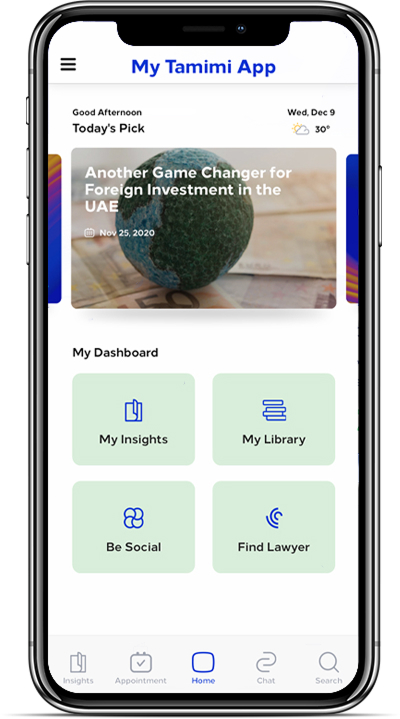 My Tamimi App
Good Afternoon
Wed, Dec 9
Today's Pick
30°
Another Game Changer for
Foreign Investment in the
UAE
Nov 25, 2020
My Dashboard
My Insights
My Library
Be Social
Find Lawyer
Insights
Appointment
Home
Chat
Search